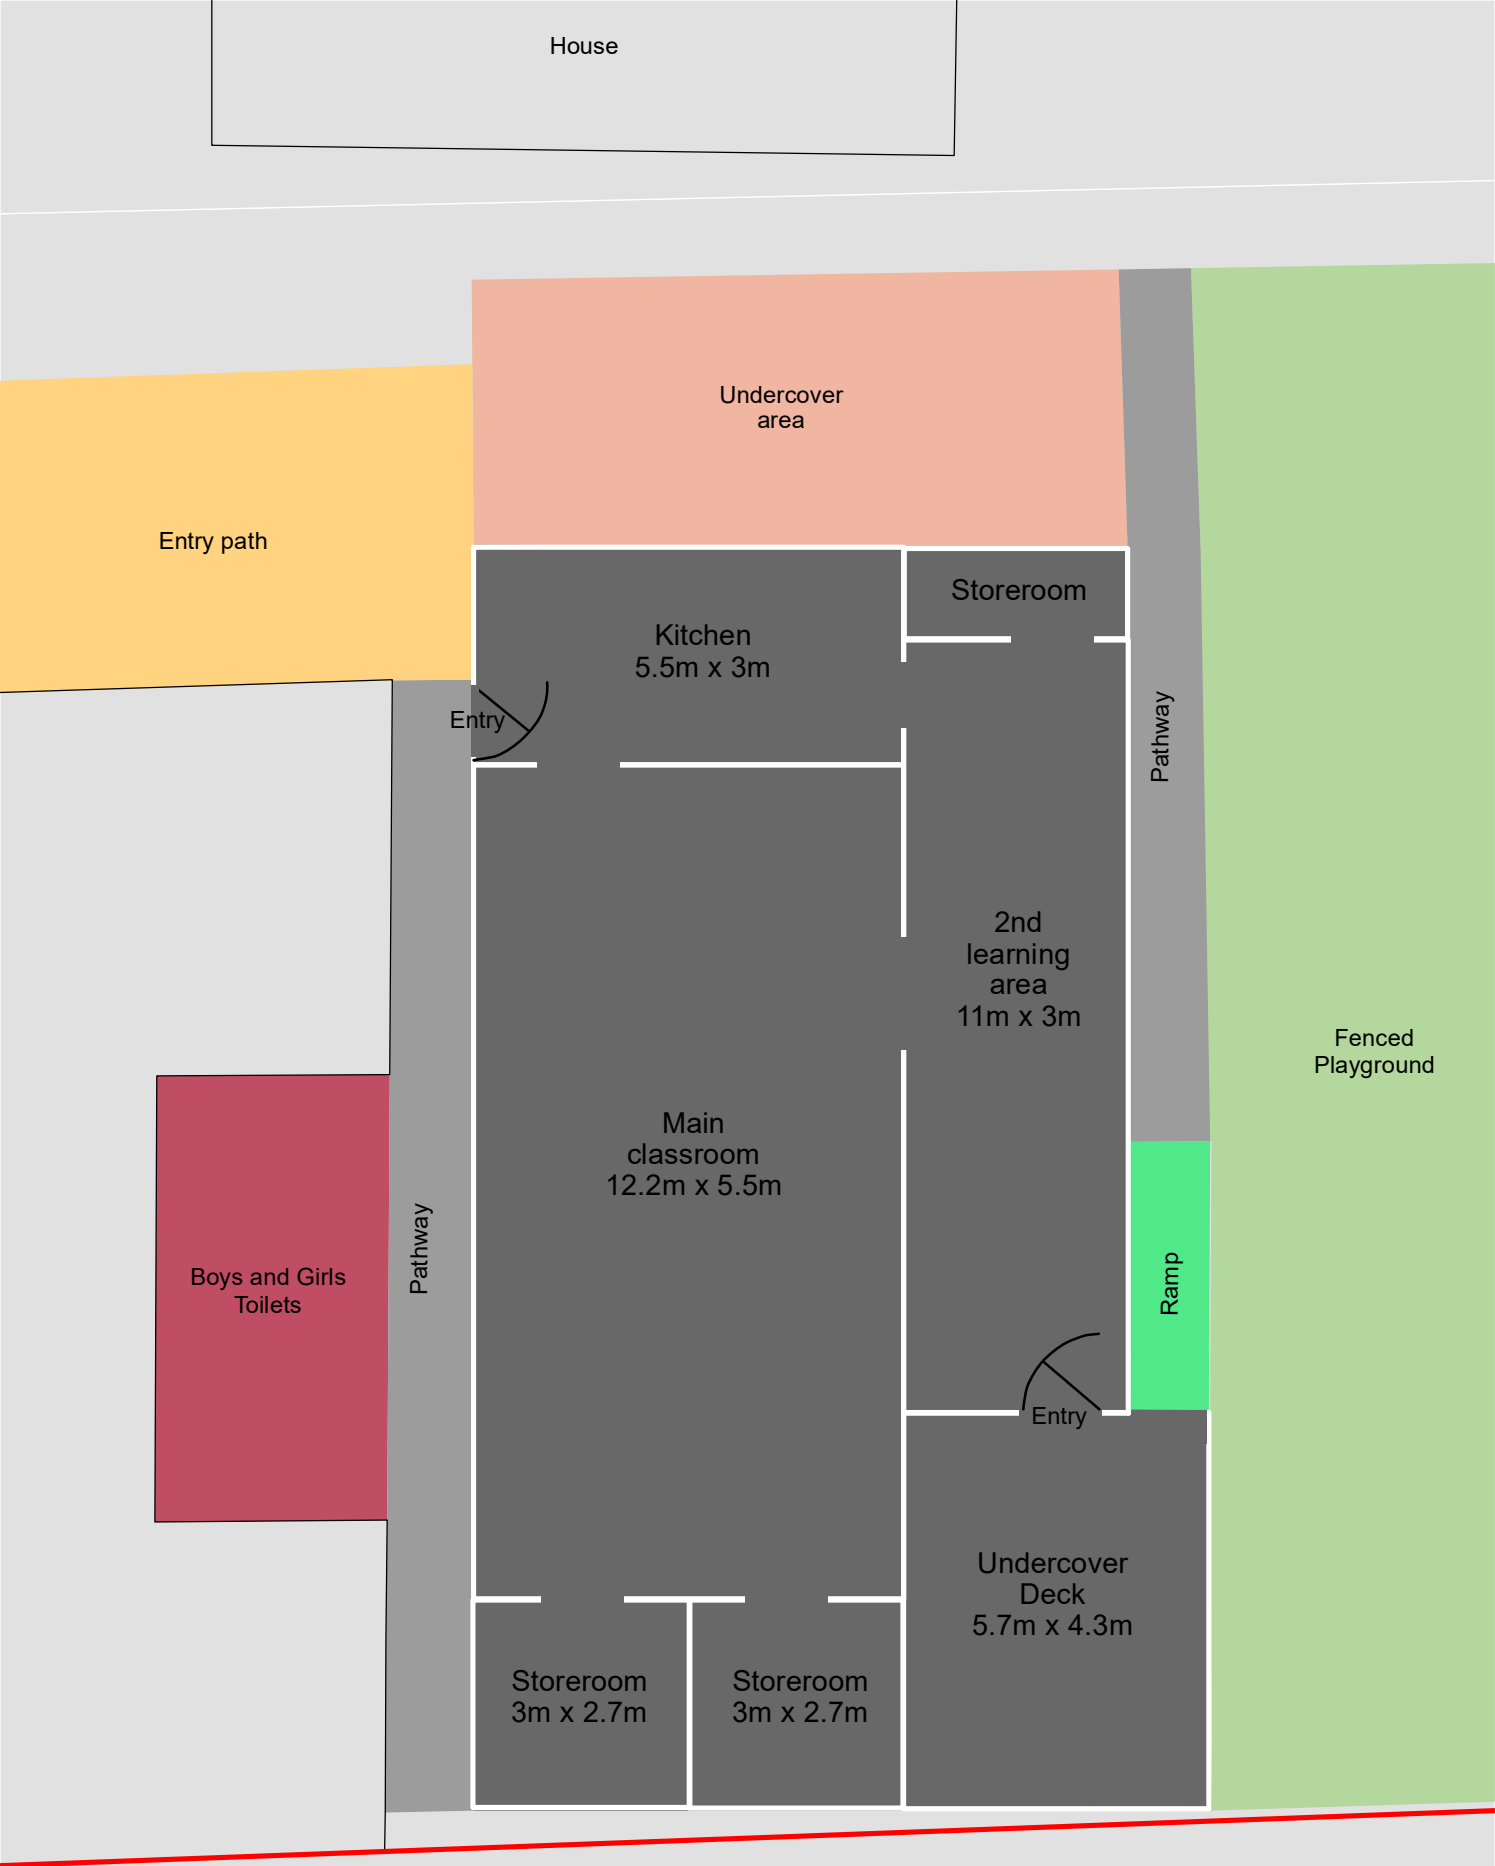 House
Undercover
area
Entry path
Storeroom
Kitchen
5.5m x 3m
Entry
Pathway
2nd
learning
area
11m x 3m
Fenced
Playground
Main
classroom
12.2m x 5.5m
Pathway
Boys and Girls
Toilets
Ramp
Entry
Undercover
Deck
5.7m x 4.3m
Storeroom
3m x 2.7m
Storeroom
3m x 2.7m